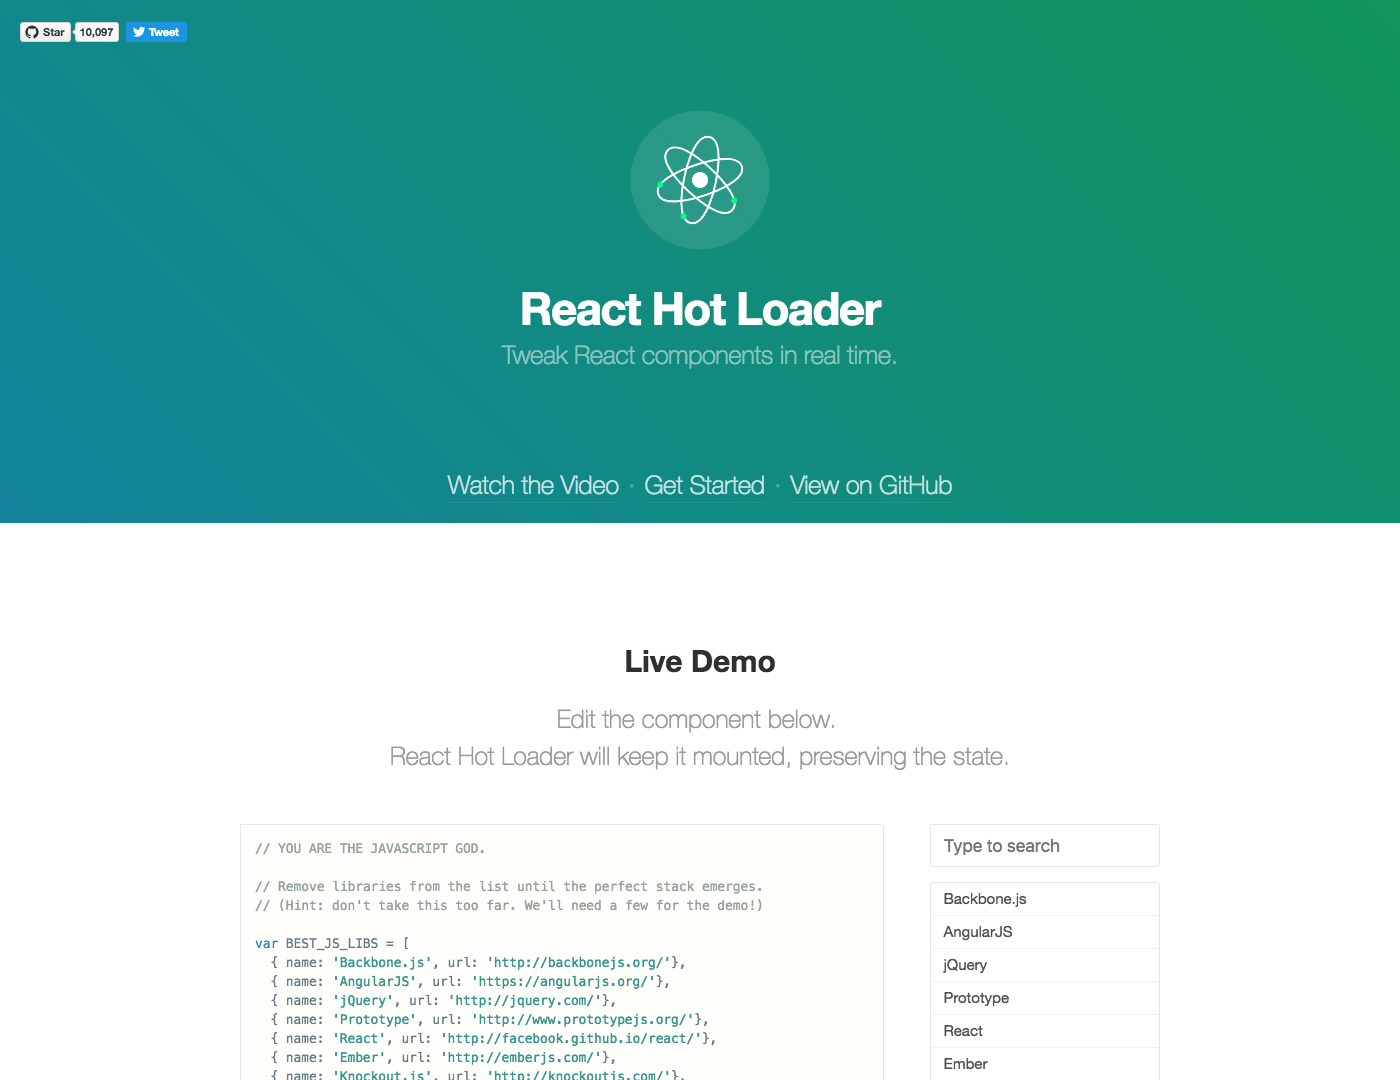 Star 10,097 Tweet
React Hot Loader
Tweak React components in real time.
Watch the Video · Get Started · View on GitHub
Live Demo
Edit the component below.
React Hot Loader will keep it mounted, preserving the state.
// YOU ARE THE JAVASCRIPT GOD.
// Remove libraries from the list until the perfect stack emerges.
// (Hint: don't take this too far. We'll need a few for the demo!)
var BEST_JS_LIBS = [
{ name: 'Backbone.js', url: 'http://backbonejs.org/'},
{ name: 'AngularJS', url: 'https://angularjs.org/'},
{ name: 'jQuery', url: 'http://jquery.com/'},
{ name: 'Prototype', url: 'http://www.prototypejs.org/'},
{ name: 'React', url: 'http://facebook.github.io/react/'},
{ name: 'Ember', url: 'http://emberjs.com/'},
{ name: 'Knockout.js', url: 'http://knockoutjs.com/'},
Type to search
Backbone.js
AngularJS
jQuery
Prototype
React
Ember